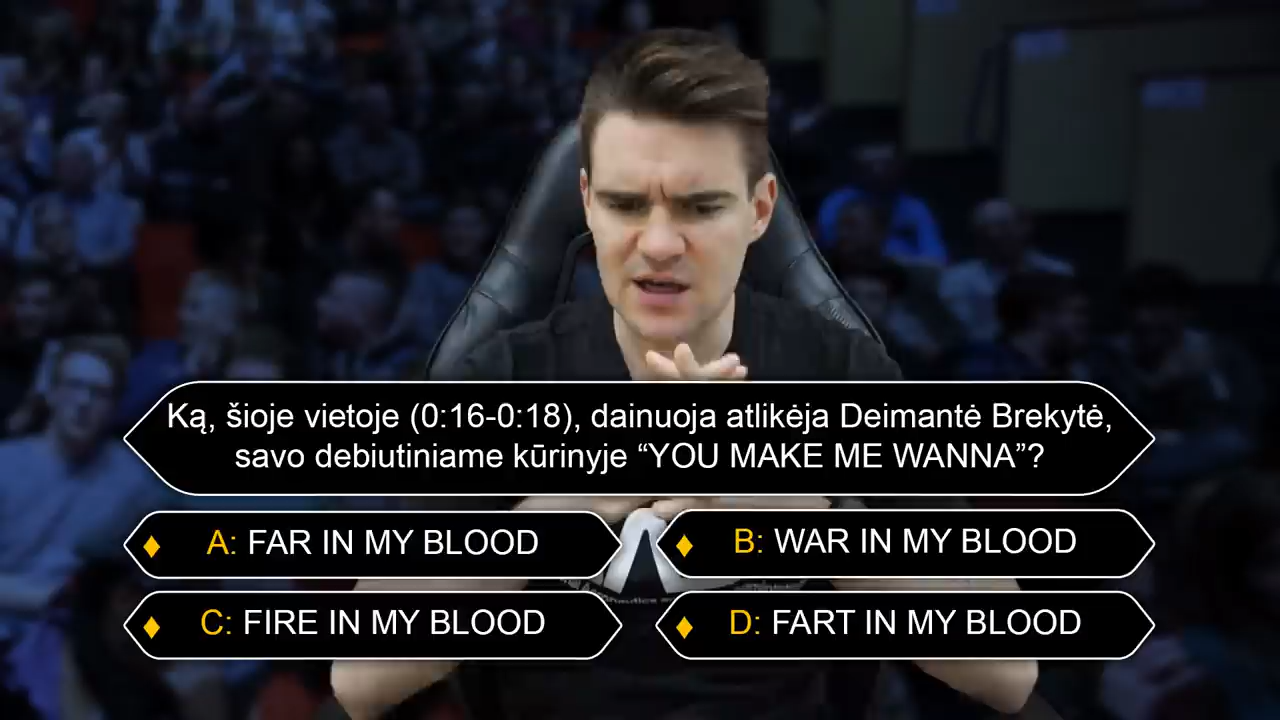 Ką, šioje vietoje (0:16-0:18), dainuoja atlikėja Deimantė Brekytė,
savo debiutiniame kūrinyje “YOU MAKE ME WANNA”?
A: FAR IN MY BLOOD
B: WAR IN MY BLOOD
C: FIRE IN MY BLOOD
D: FART IN MY BLOOD